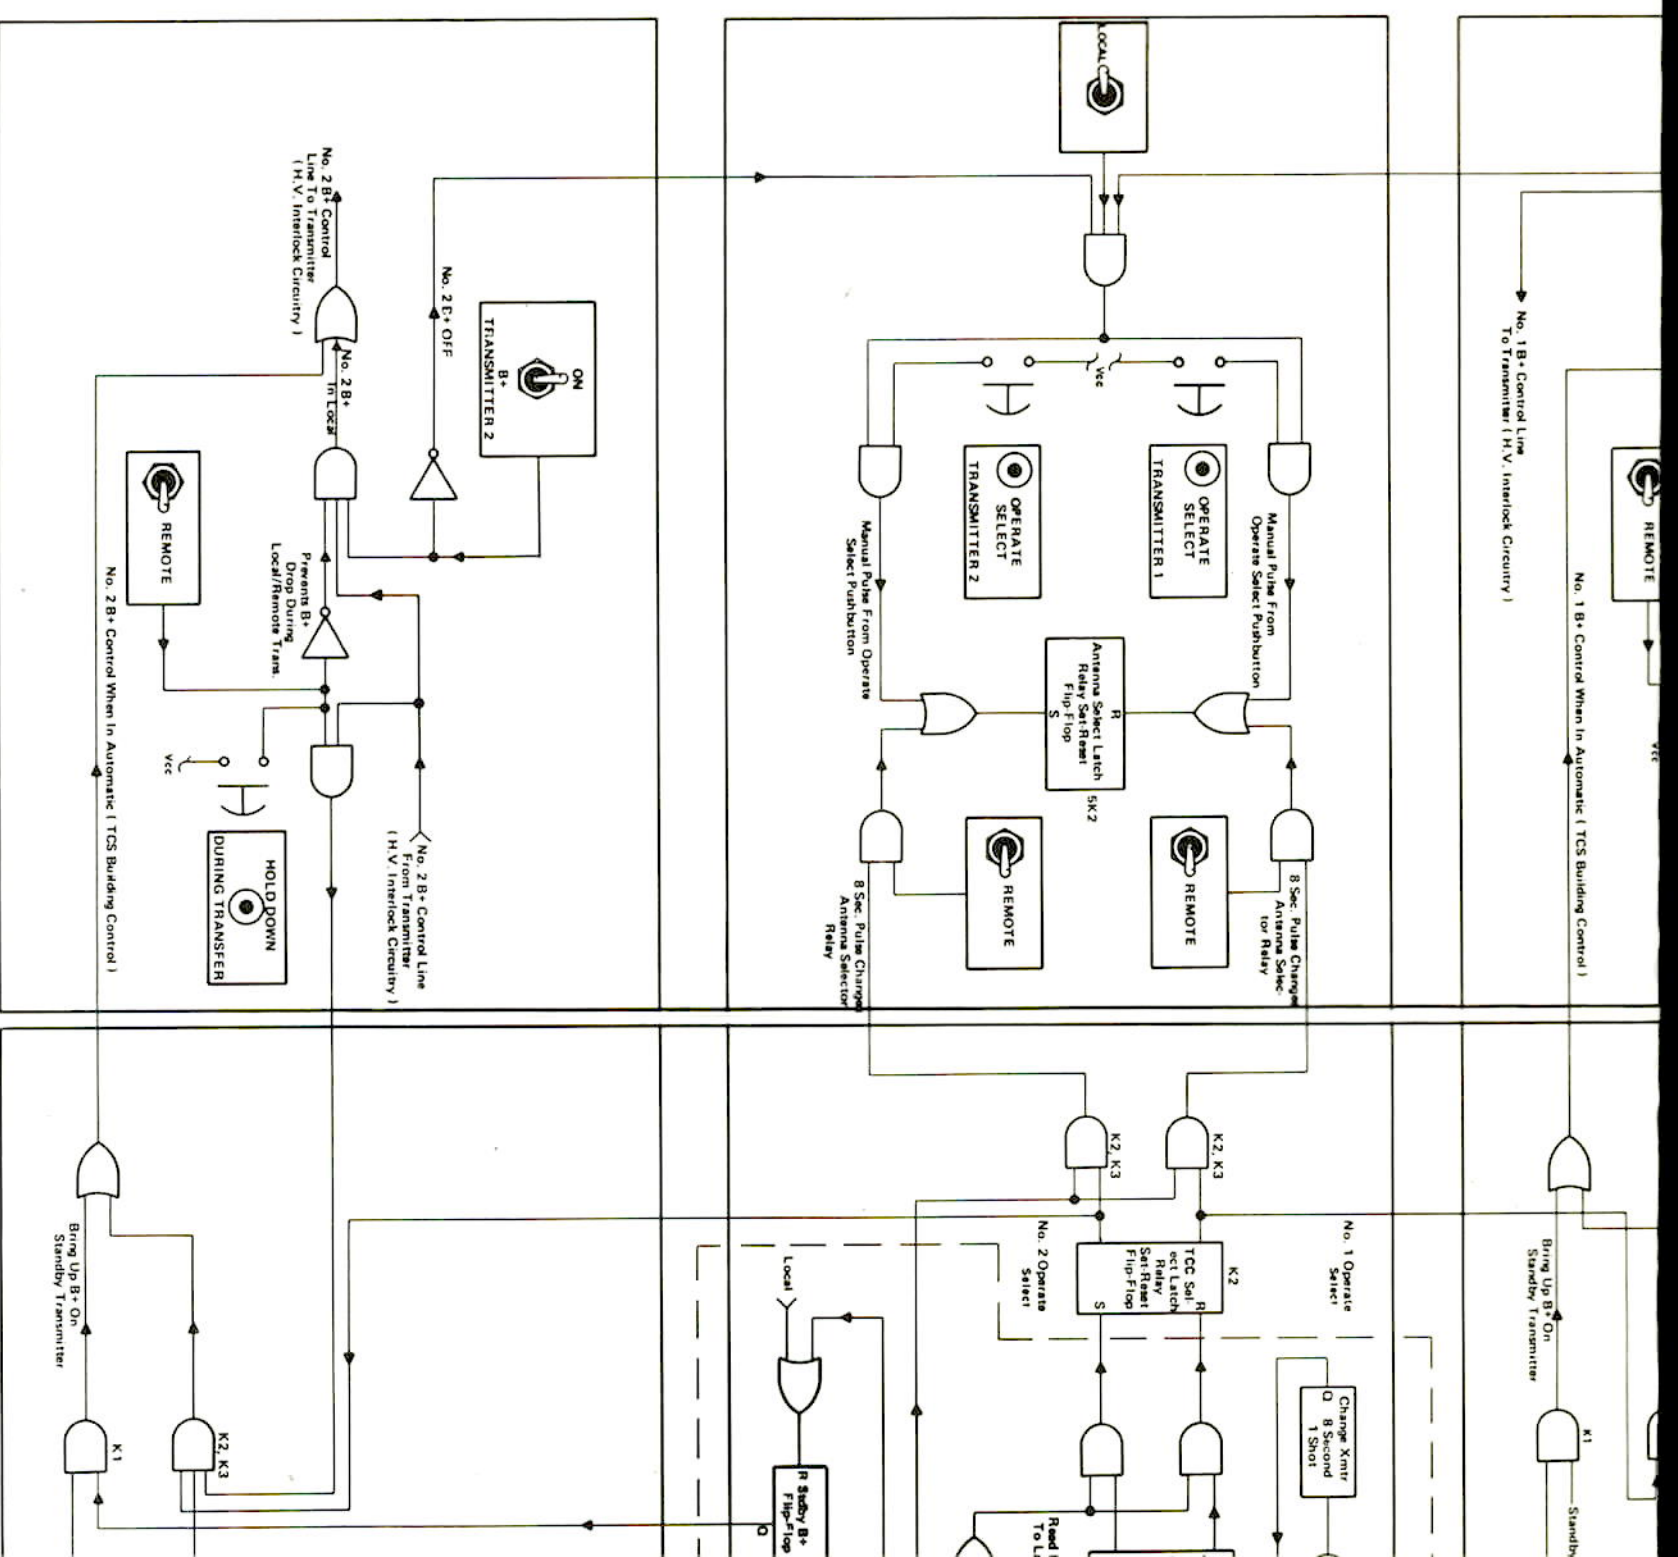 LOCAL
No. 2 B+ Control
Line To Transmitter
( H.V. Interlock Circuitry )
No. 2 B+
In Local
ON
B+
TRANSMITTER 2
REMOTE
Prevents B+
Drop During
Local/Remote Trans.
Vcc
HOLD DOWN
DURING TRANSFER
No. 2 B+ Control Line
From Transmitter
( H.V. Interlock Circuitry )
No. 2 B+ Control When In Automatic ( TCS Building Control )
Vcc
OPERATE
SELECT
TRANSMITTER 2
OPERATE
SELECT
TRANSMITTER 1
Manual Pulse From Operate
Select Pushbutton
Manual Pulse From
Operate Select Pushbutton
Antenna Select Latch
Relay Set-Reset
Flip-Flop
S
R
5K2
REMOTE
REMOTE
8 Sec. Pulse Changes
Antenna Selector
Relay
8 Sec. Pulse Changes
Antenna Selec-
tor Relay
No. 1 B+ Control Line
To Transmitter ( H.V. Interlock Circuitry )
REMOTE
Vcc
No. 1 B+ Control When In Automatic ( TCS Building Control )
Bring Up B+ On
Standby Transmitter
K1
K2, K3
K2, K3
K2, K3
No. 2 Operate
Select
No. 1 Operate
Select
K2
TCC Sel-
ect Latch
Relay
Set-Reset
Flip-Flop
S
R
Local
R Stdby B+
Flip-Flop
Q
Change Xmtr
8 Second
1 Shot
Q
Read
To
Bring Up B+ On
Standby Transmitter
K1
Standby